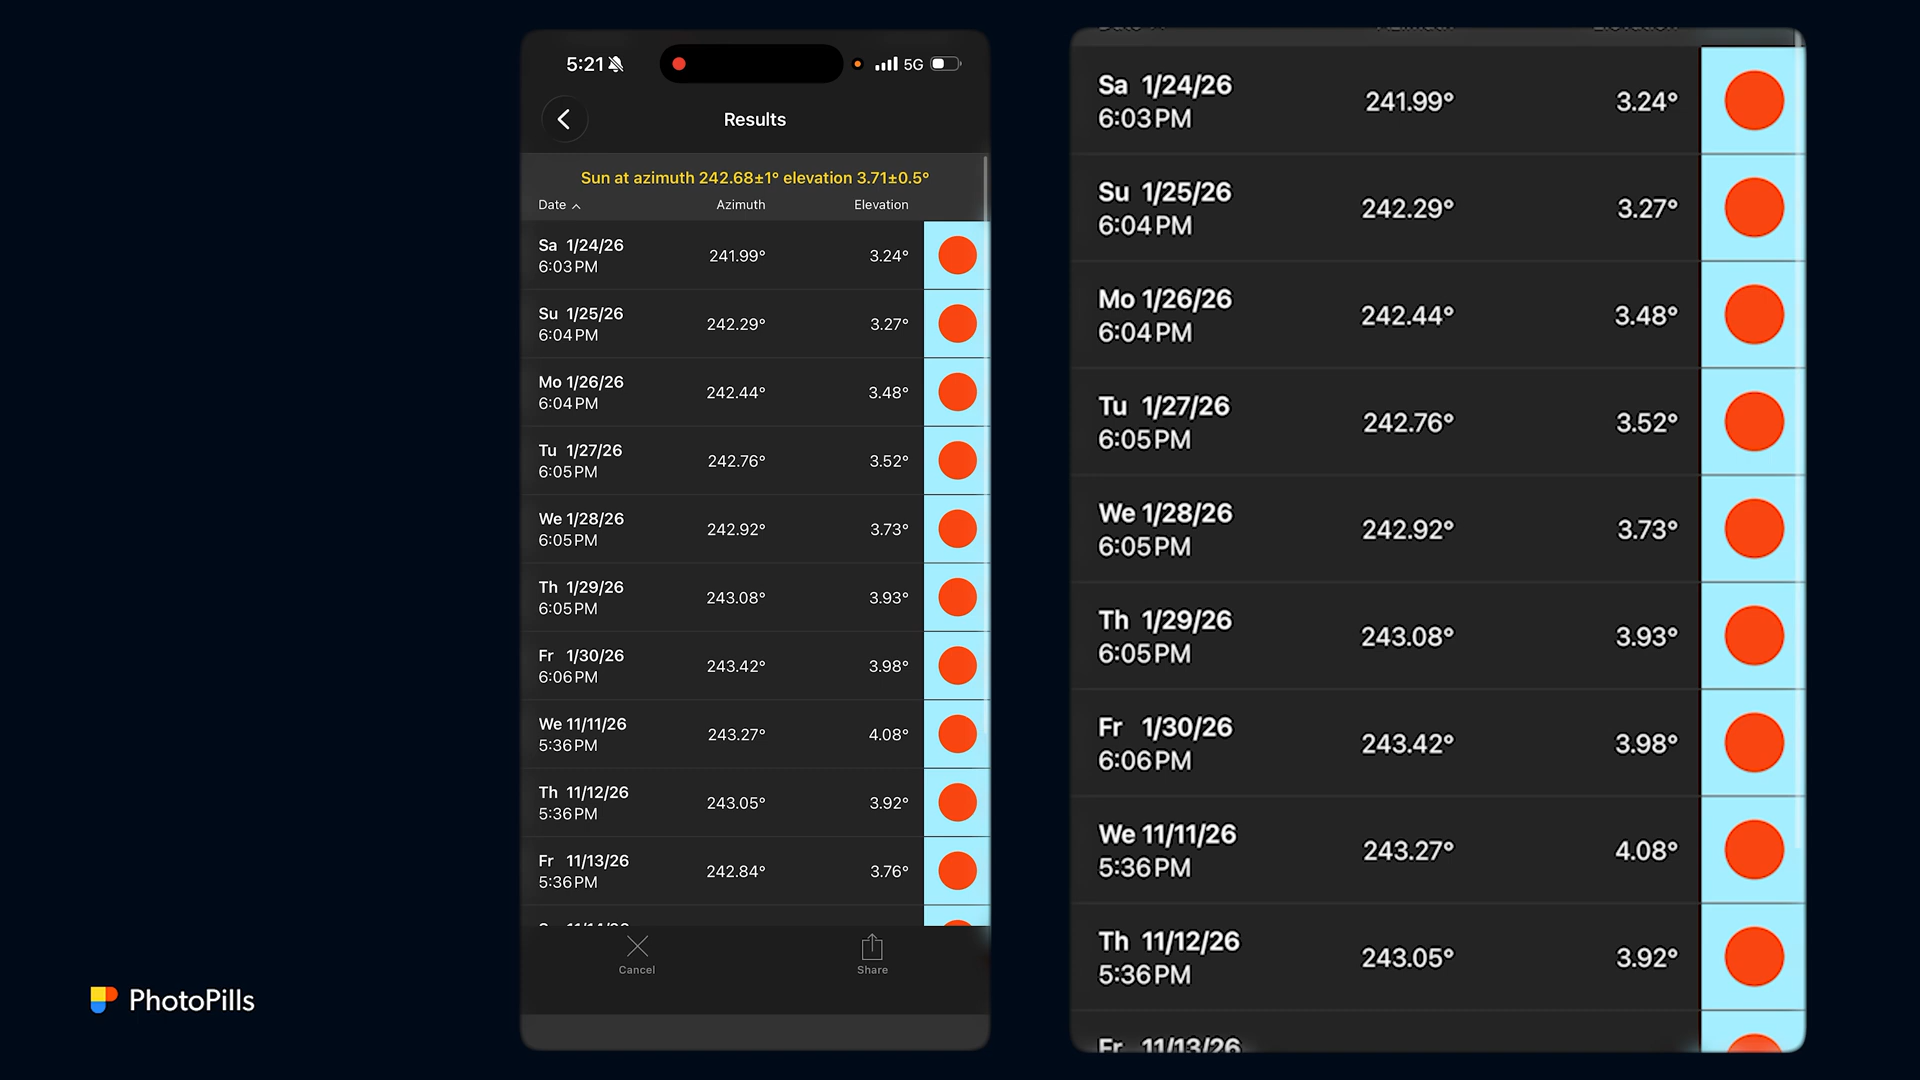 5:21
5G
Results
Sun at azimuth 242.68±1° elevation 3.71±0.5°
Date Azimuth Elevation
Sa 1/24/26
6:03 PM
241.99° 3.24°
Su 1/25/26
6:04 PM
242.29° 3.27°
Mo 1/26/26
6:04 PM
242.44° 3.48°
Tu 1/27/26
6:05 PM
242.76° 3.52°
We 1/28/26
6:05 PM
242.92° 3.73°
Th 1/29/26
6:05 PM
243.08° 3.93°
Fr 1/30/26
6:06 PM
243.42° 3.98°
We 11/11/26
5:36 PM
243.27° 4.08°
Th 11/12/26
5:36 PM
243.05° 3.92°
Fr 11/13/26
5:36 PM
242.84° 3.76°
Cancel
Share
Sa 1/24/26
6:03 PM
241.99° 3.24°
Su 1/25/26
6:04 PM
242.29° 3.27°
Mo 1/26/26
6:04 PM
242.44° 3.48°
Tu 1/27/26
6:05 PM
242.76° 3.52°
We 1/28/26
6:05 PM
242.92° 3.73°
Th 1/29/26
6:05 PM
243.08° 3.93°
Fr 1/30/26
6:06 PM
243.42° 3.98°
We 11/11/26
5:36 PM
243.27° 4.08°
Th 11/12/26
5:36 PM
243.05° 3.92°
Fr 11/13/26
PhotoPills